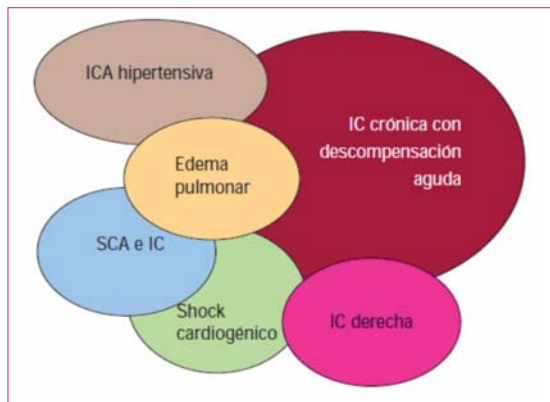 ICA hipertensiva
IC crónica con
descompensación
aguda
Edema
pulmonar
SCA e IC
Shock
cardiogénico
IC derecha